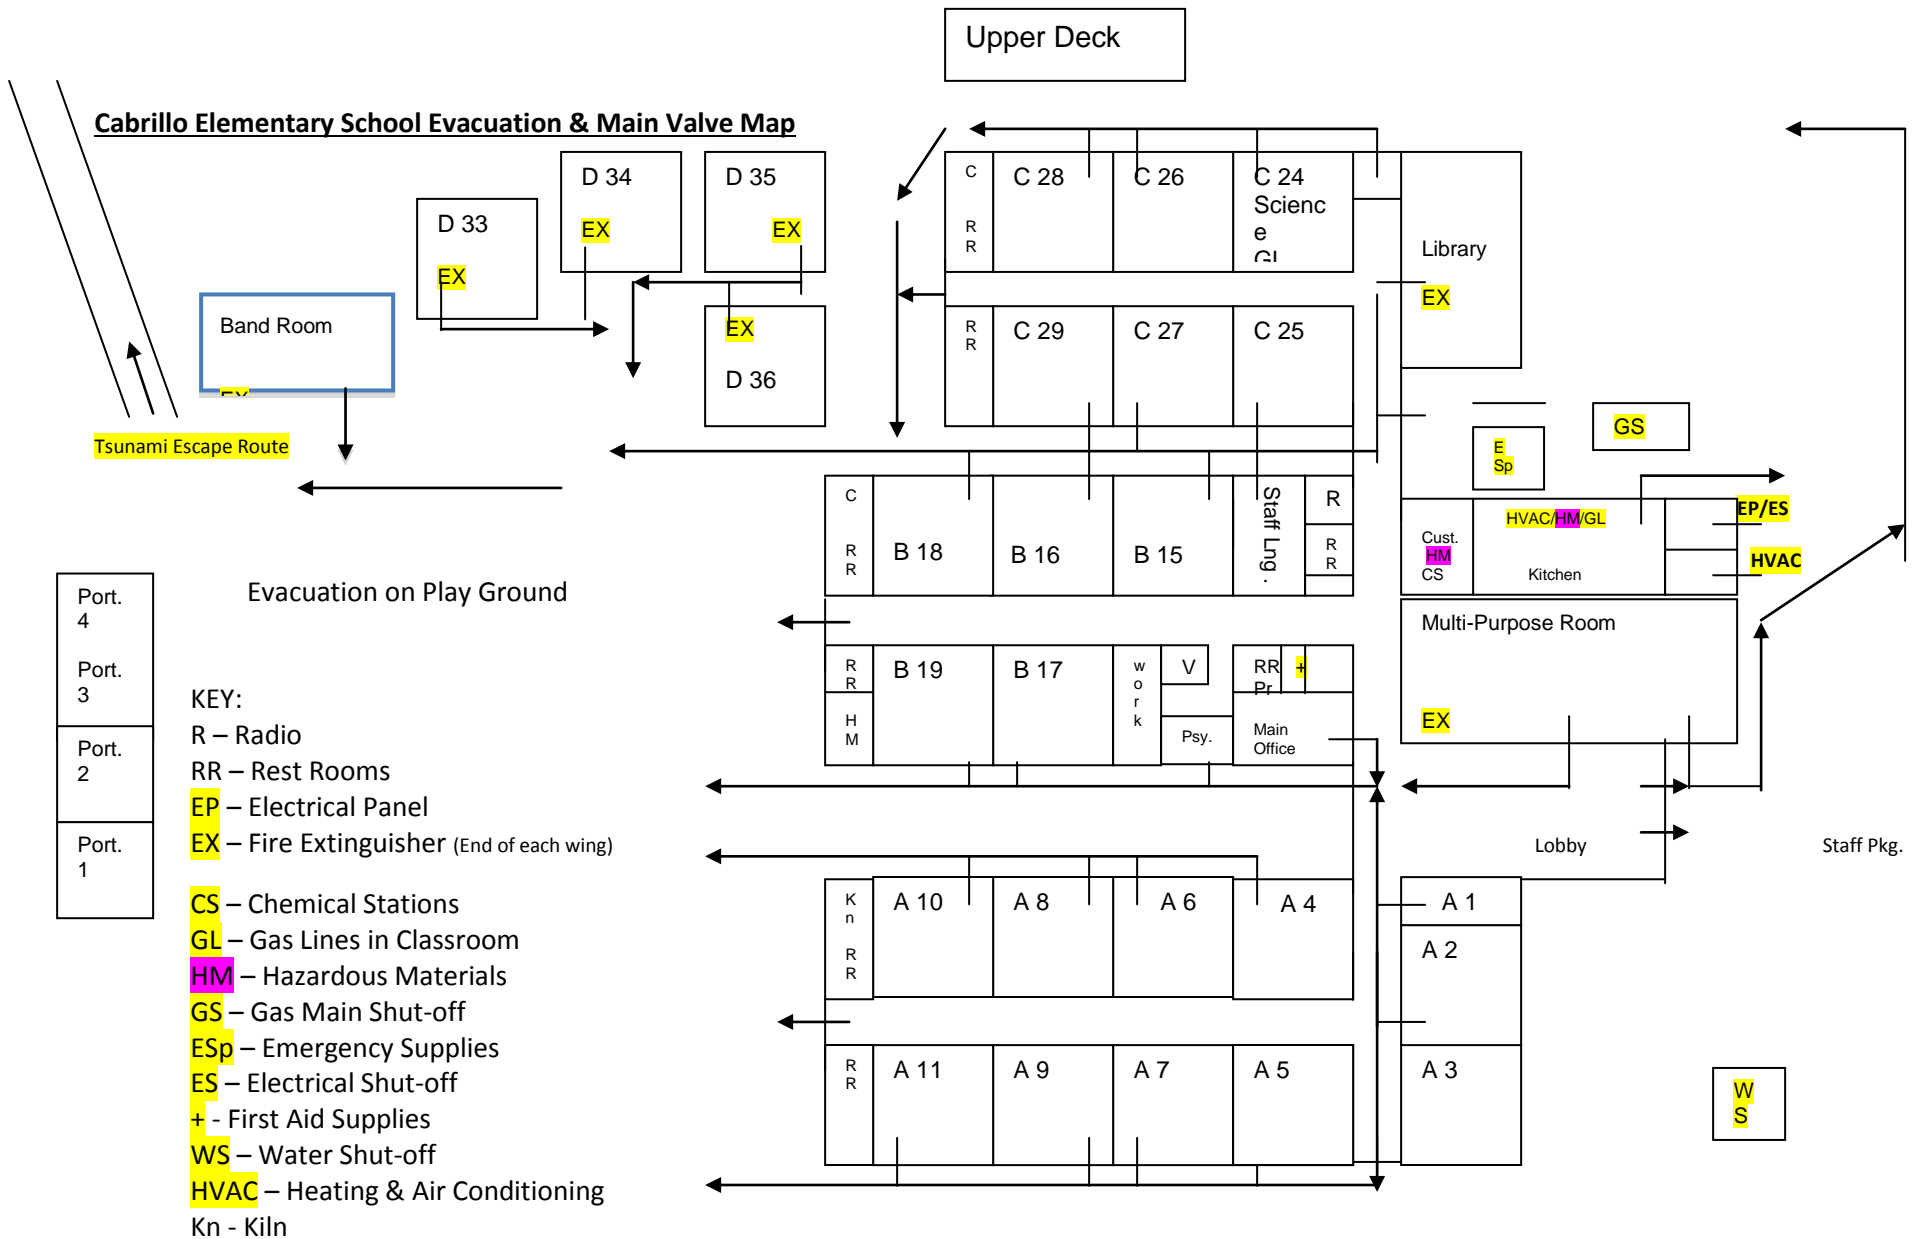 Upper Deck
Cabrillo Elementary School Evacuation & Main Valve Map
D 33
EX
D 34
EX
D 35
EX
EX
D 36
Band Room
EX
Tsunami Escape Route
C
R
R
C 28
C 26
C 24
Scienc
e
GL
Library
EX
R
R
C 29
C 27
C 25
GS
E
Sp
C
R
R
B 18
B 16
B 15
Staff Lng.
R
R
R
HVAC/HM/GL
Cust.
HM
CS
Kitchen
EP/ES
HVAC
Multi-Purpose Room
EX
R
R
H
M
B 19
B 17
w
o
r
k
V
Psy.
RR
Pr
+
Main
Office
Lobby
Staff Pkg.
K
n
R
R
A 10
A 8
A 6
A 4
A 1
A 2
A 3
R
R
A 11
A 9
A 7
A 5
W
S
Evacuation on Play Ground
Port.
4
Port.
3
Port.
2
Port.
1
KEY:
R – Radio
RR – Rest Rooms
EP – Electrical Panel
EX – Fire Extinguisher (End of each wing)
CS – Chemical Stations
GL – Gas Lines in Classroom
HM – Hazardous Materials
GS – Gas Main Shut-off
ESp – Emergency Supplies
ES – Electrical Shut-off
+ - First Aid Supplies
WS – Water Shut-off
HVAC – Heating & Air Conditioning
Kn - Kiln